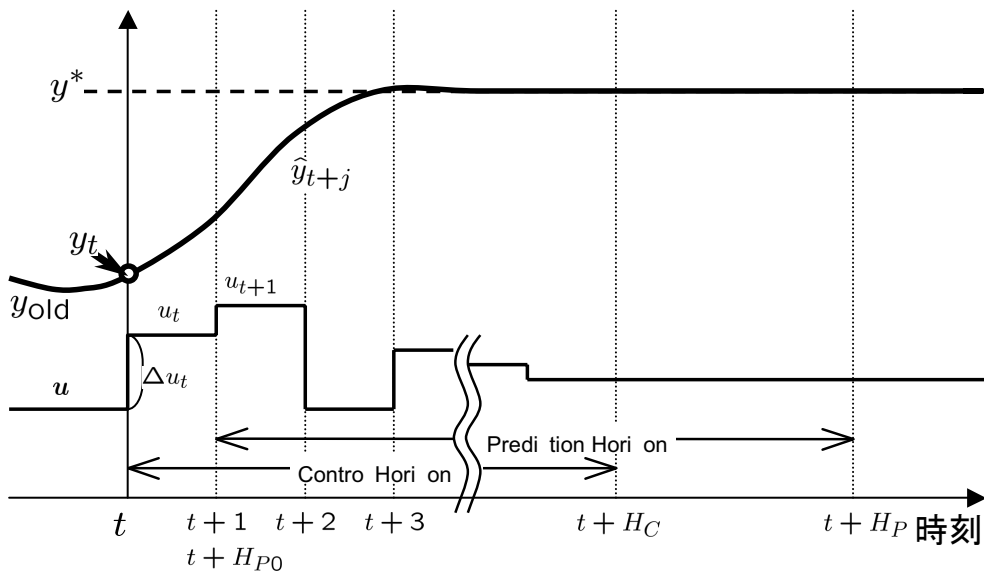 y*
ŷt+j
yt
yold
ut
ut+1
u
Δut
Predi tion Hori on
Contro Hori on
t
t + 1
t + 2
t + 3
t + HC
t + HP
時刻
t + HP0